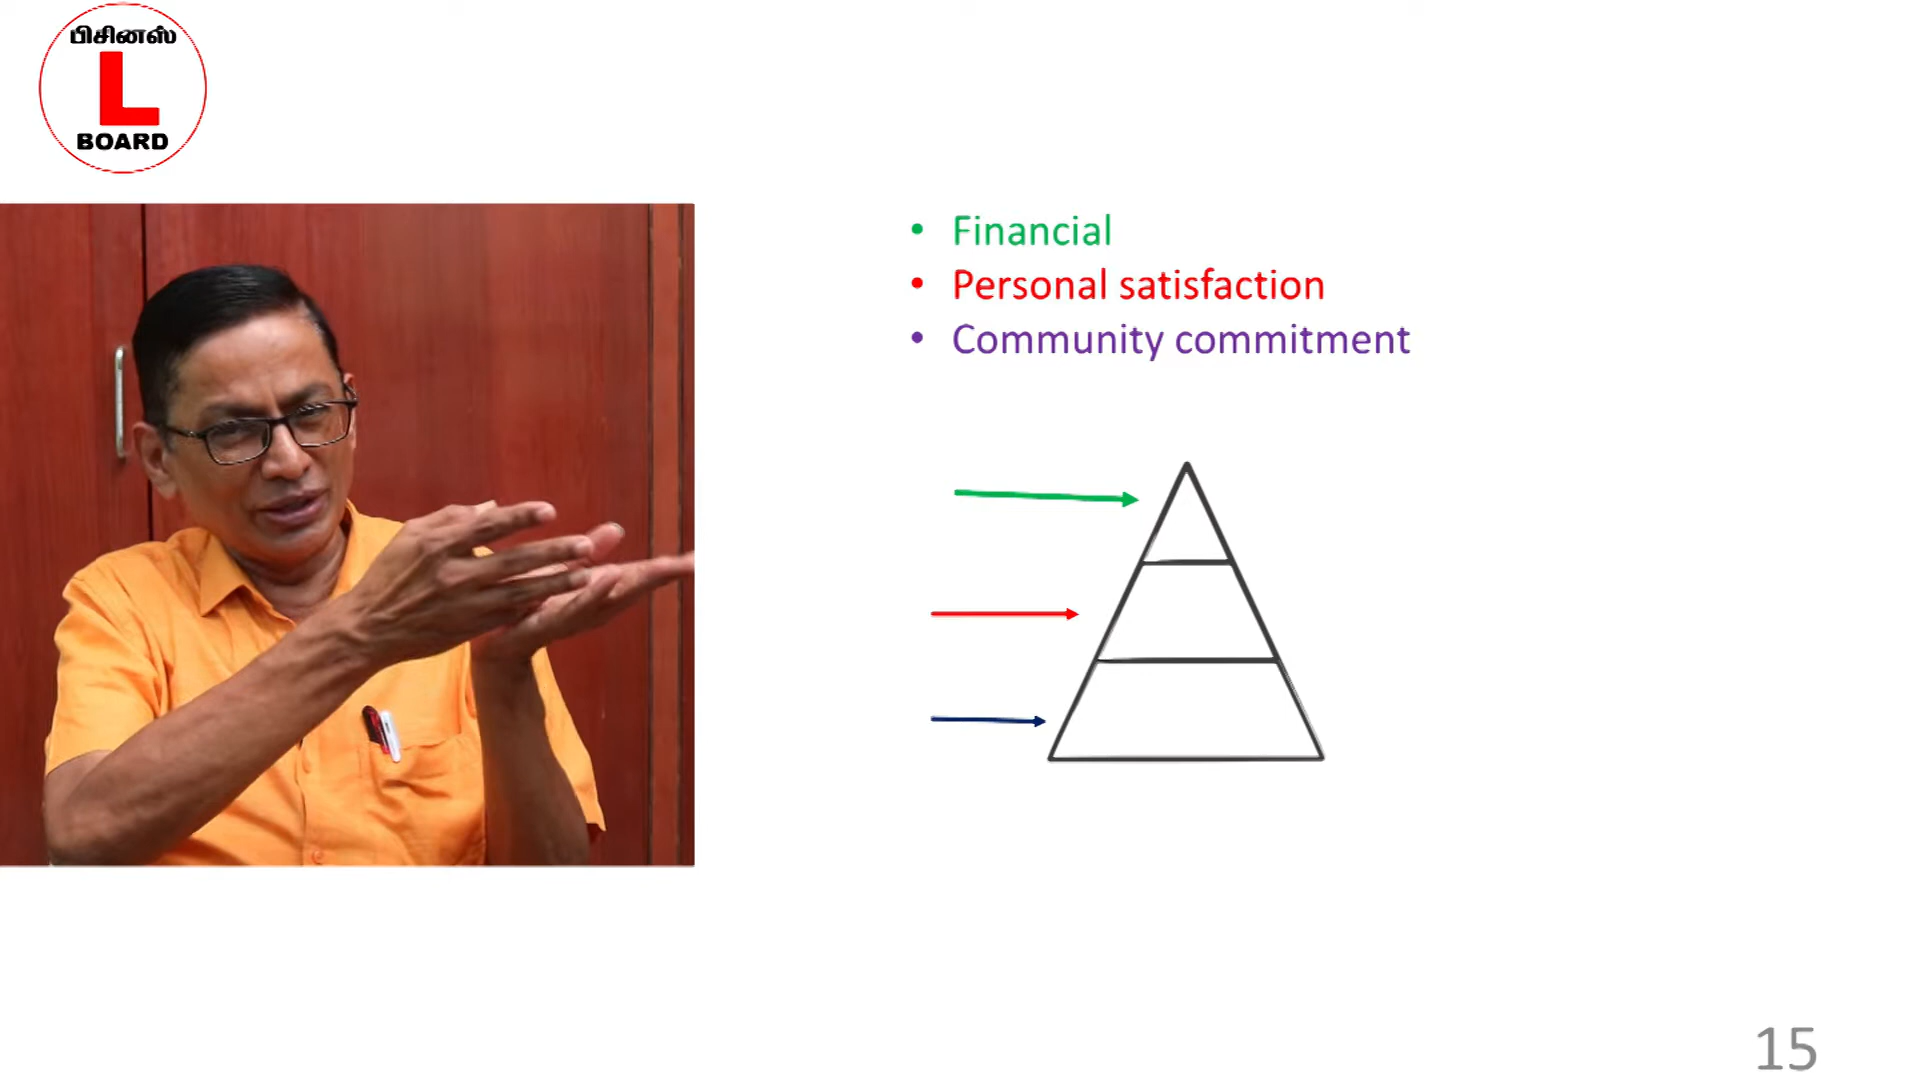 பிசினஸ்
L
BOARD
• Financial
• Personal satisfaction
• Community commitment
15